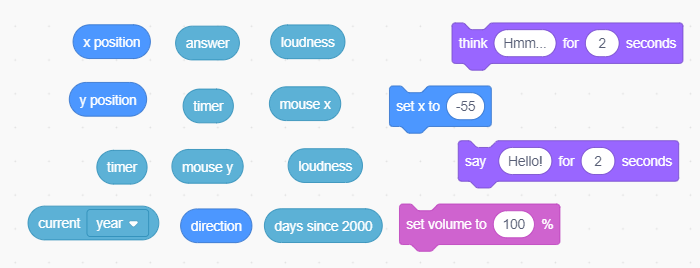 x position answer loudness think Hmm... for 2 seconds
y position timer mouse x set x to -55
timer mouse y loudness say Hello! for 2 seconds
current year direction days since 2000 set volume to 100 %